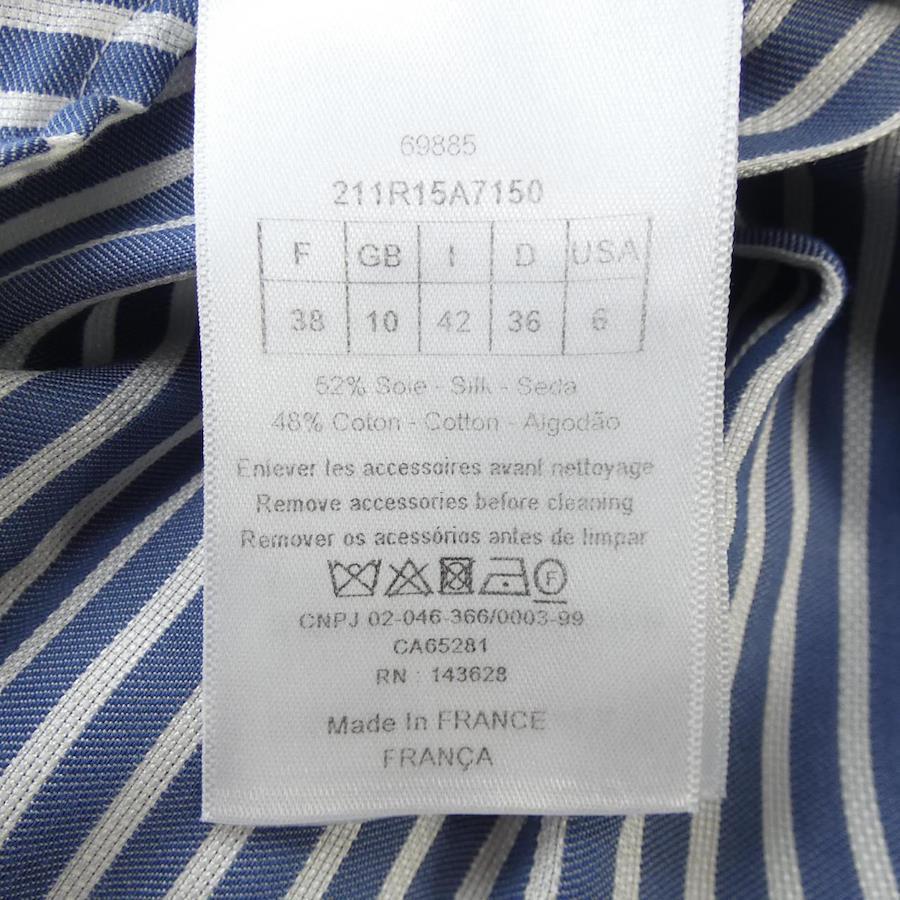 69885
211R15A7150
F GB I D USA
38 10 42 36 6
52% Soie - Silk - Seda
48% Coton - Cotton - Algodão
Enlever les accessoires avant nettoyage
Remove accessories before cleaning
Remover os acessórios antes de limpar
F
CNPJ 02-046-366/0003-99
CA65281
RN : 143628
Made In FRANCE
FRANÇA